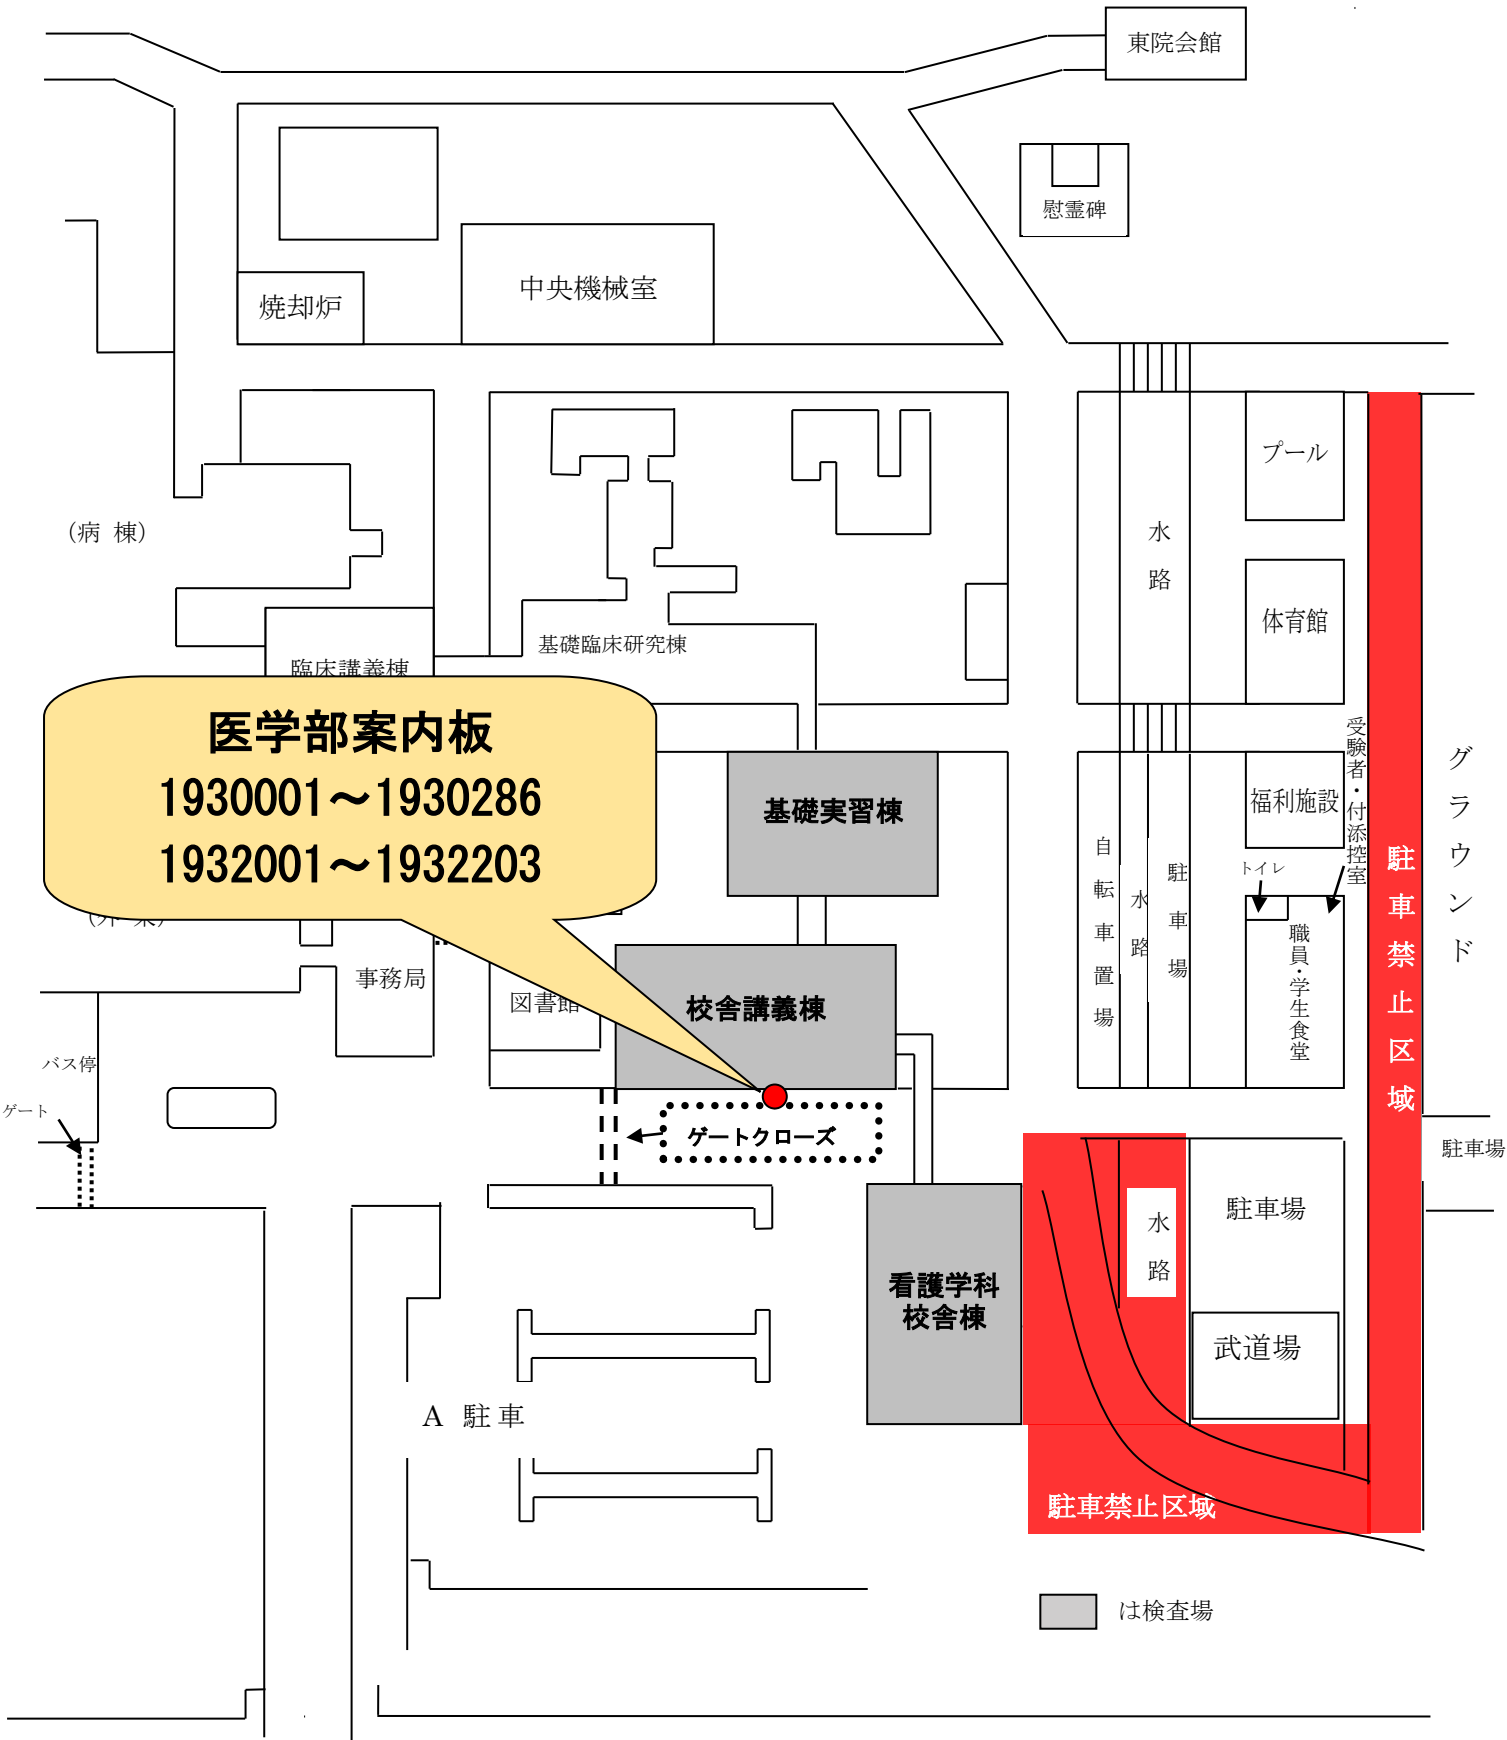 東院会館
慰霊碑
中央機械室
焼却炉
プール
水路
(病 棟)
体育館
基礎臨床研究棟
臨床講義棟
医学部案内板
1930001～1930286
1932001～1932203
受験者・付添控室
グラウンド
福利施設
基礎実習棟
自転車置場
水路
駐車場
トイレ
駐車禁止区域
職員・学生食堂
事務局
図書館
校舎講義棟
バス停
ゲート
ゲートクローズ
駐車場
水路
駐車場
看護学科
校舎棟
武道場
A 駐車
駐車禁止区域
は検査場